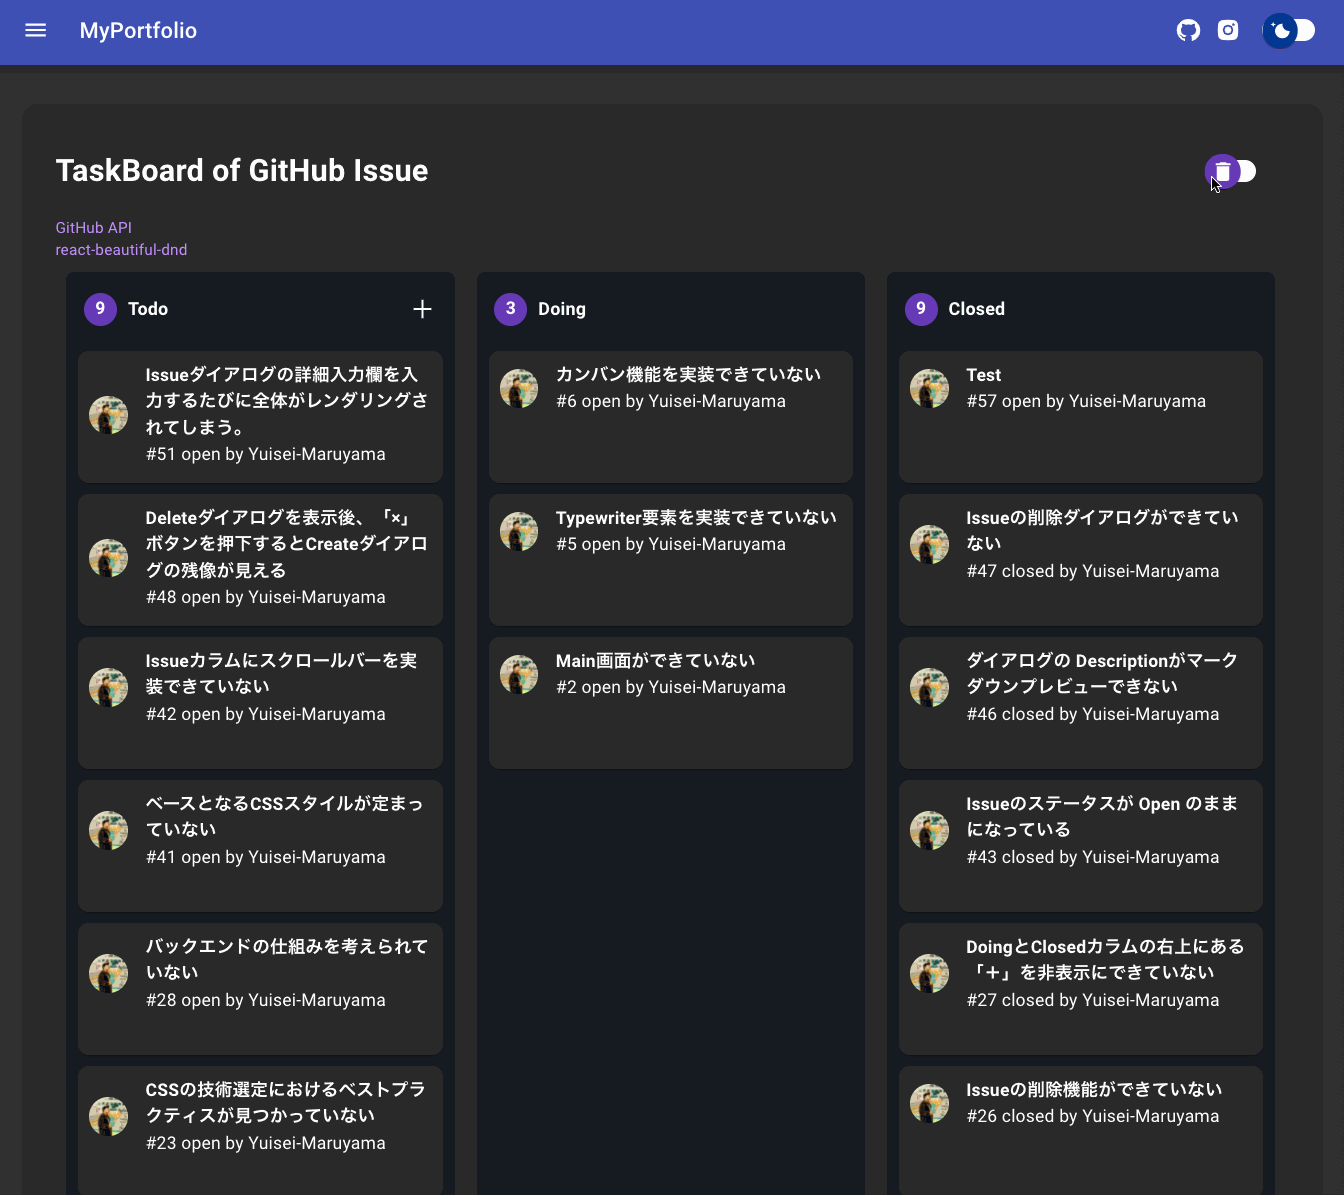 MyPortfolio
TaskBoard of GitHub Issue
GitHub API
react-beautiful-dnd
9 Todo
Issueダイアログの詳細入力欄を入
力するたびに全体がレンダリングさ
れてしまう。
#51 open by Yuisei-Maruyama
Deleteダイアログを表示後、「×」
ボタンを押下するとCreateダイアロ
グの残像が見える
#48 open by Yuisei-Maruyama
Issueカラムにスクロールバーを実
装できていない
#42 open by Yuisei-Maruyama
ベースとなるCSSスタイルが定まっ
ていない
#41 open by Yuisei-Maruyama
バックエンドの仕組みを考えられて
いない
#28 open by Yuisei-Maruyama
CSSの技術選定におけるベストプラ
クティスが見つかっていない
#23 open by Yuisei-Maruyama
3 Doing
カンバン機能を実装できていない
#6 open by Yuisei-Maruyama
Typewriter要素を実装できていない
#5 open by Yuisei-Maruyama
Main画面ができていない
#2 open by Yuisei-Maruyama
9 Closed
Test
#57 open by Yuisei-Maruyama
Issueの削除ダイアログができてい
ない
#47 closed by Yuisei-Maruyama
ダイアログの Descriptionがマーク
ダウンプレビューできない
#46 closed by Yuisei-Maruyama
Issueのステータスが Open のまま
になっている
#43 closed by Yuisei-Maruyama
DoingとClosedカラムの右上にある
「＋」を非表示にできていない
#27 closed by Yuisei-Maruyama
Issueの削除機能ができていない
#26 closed by Yuisei-Maruyama